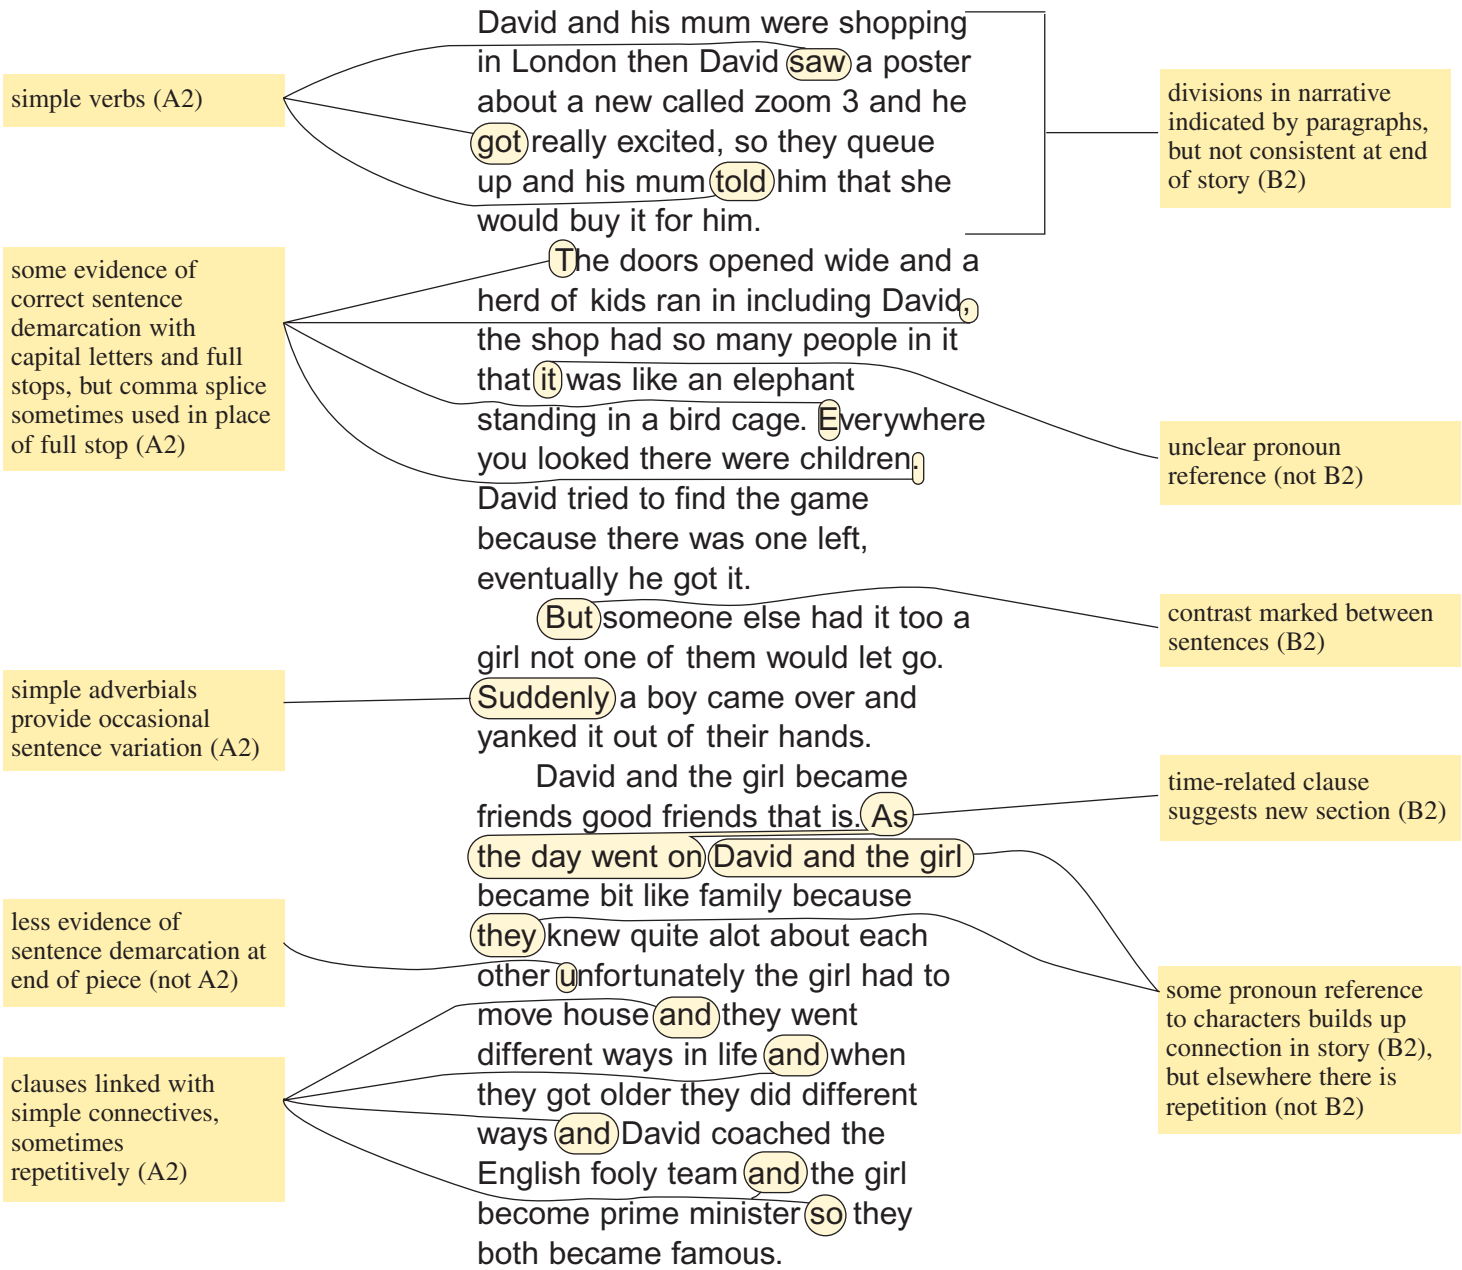 simple verbs (A2)
some evidence of
correct sentence
demarcation with
capital letters and full
stops, but comma splice
sometimes used in place
of full stop (A2)
simple adverbials
provide occasional
sentence variation (A2)
less evidence of
sentence demarcation at
end of piece (not A2)
clauses linked with
simple connectives,
sometimes
repetitively (A2)
David and his mum were shopping
in London then David saw a poster
about a new called zoom 3 and he
got really excited, so they queue
up and his mum told him that she
would buy it for him.
The doors opened wide and a
herd of kids ran in including David,
the shop had so many people in it
that it was like an elephant
standing in a bird cage. Everywhere
you looked there were children.
David tried to find the game
because there was one left,
eventually he got it.
But someone else had it too a
girl not one of them would let go.
Suddenly a boy came over and
yanked it out of their hands.
David and the girl became
friends good friends that is. As
the day went on David and the girl
became bit like family because
they knew quite alot about each
other unfortunately the girl had to
move house and they went
different ways in life and when
they got older they did different
ways and David coached the
English fooly team and the girl
become prime minister so they
both became famous.
divisions in narrative
indicated by paragraphs,
but not consistent at end
of story (B2)
unclear pronoun
reference (not B2)
contrast marked between
sentences (B2)
time-related clause
suggests new section (B2)
some pronoun reference
to characters builds up
connection in story (B2),
but elsewhere there is
repetition (not B2)